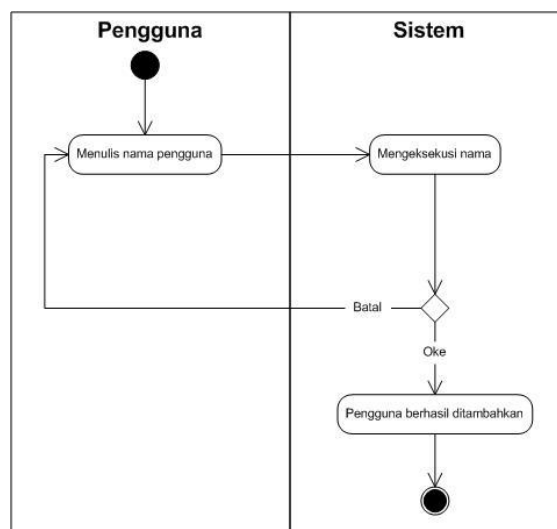 Pengguna
Sistem
Menulis nama pengguna
Mengeksekusi nama
Batal
Oke
Pengguna berhasil ditambahkan